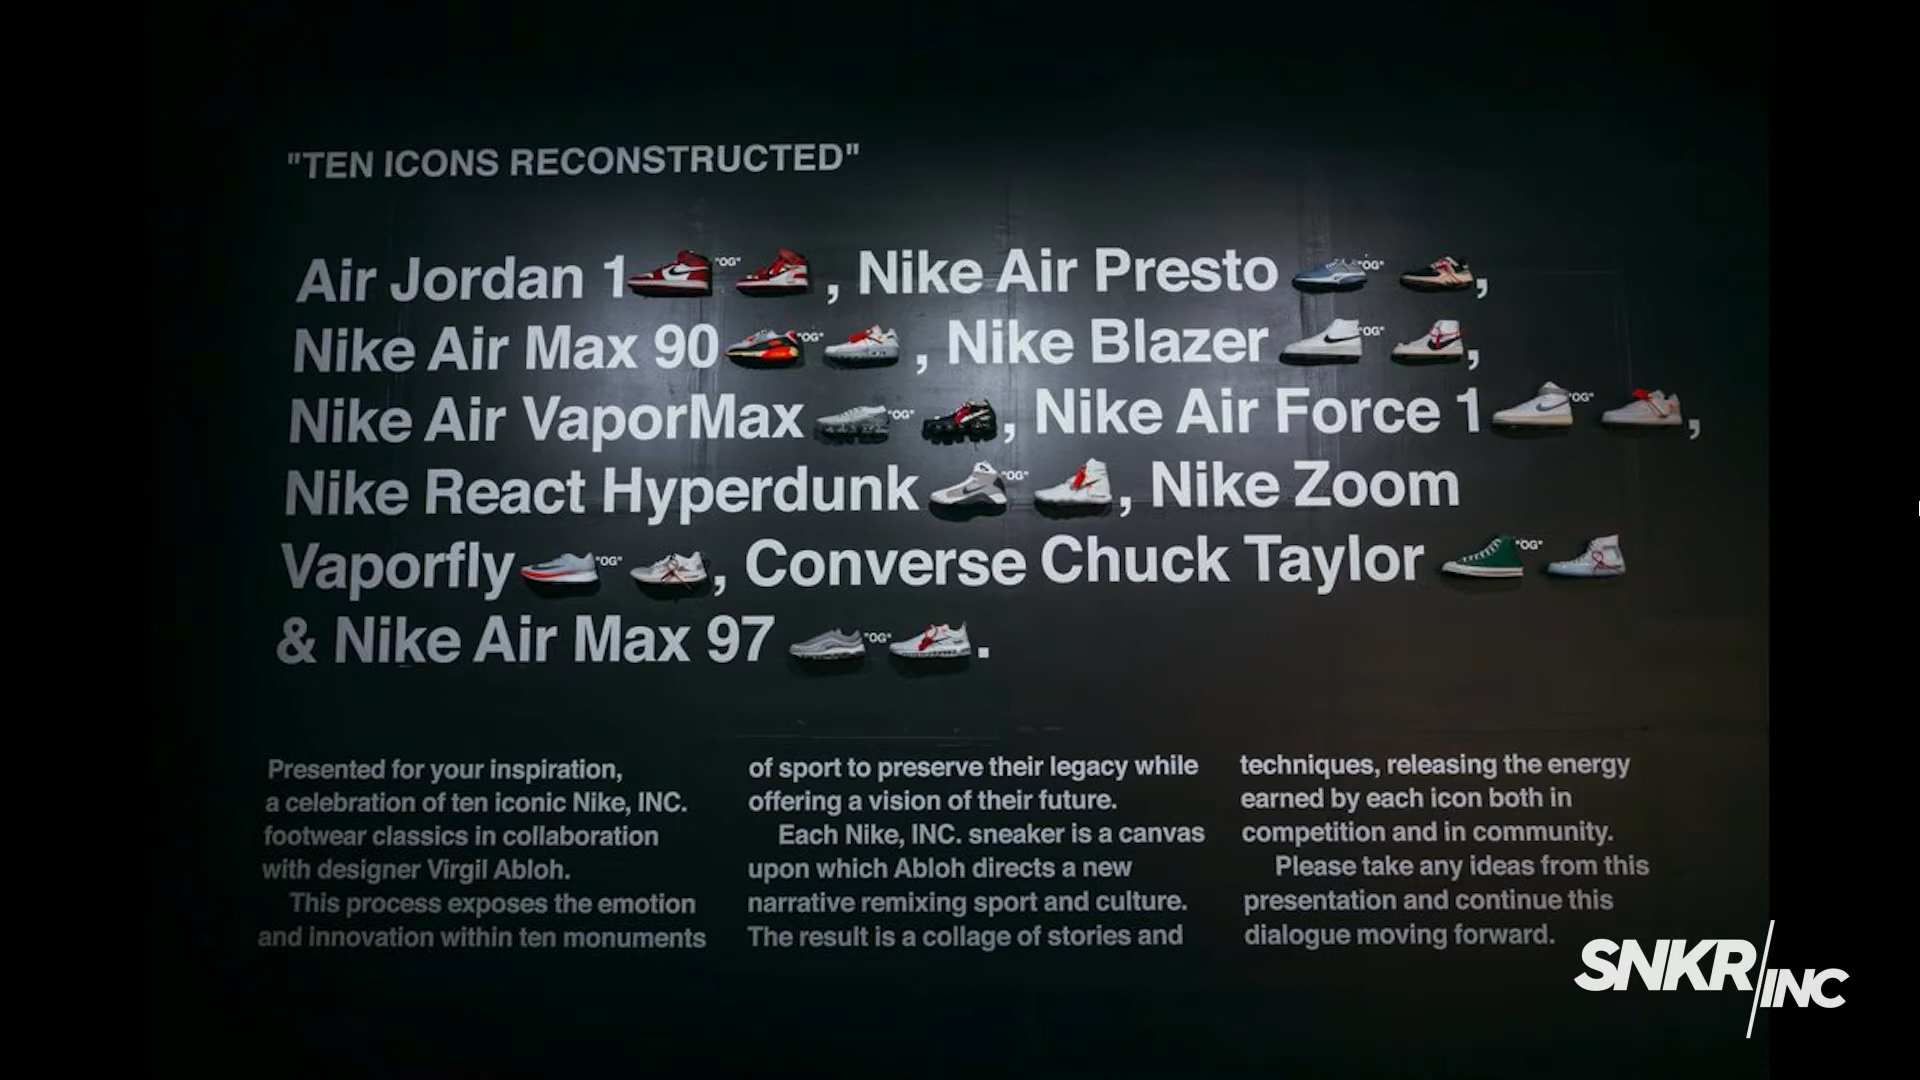 "TEN ICONS RECONSTRUCTED"
Air Jordan 1 "OG" , Nike Air Presto "OG" ,
Nike Air Max 90 "OG" , Nike Blazer "OG" ,
Nike Air VaporMax "OG" , Nike Air Force 1 "OG" ,
Nike React Hyperdunk "OG" , Nike Zoom
Vaporfly "OG" , Converse Chuck Taylor "OG"
& Nike Air Max 97 "OG" .
Presented for your inspiration,
a celebration of ten iconic Nike, INC.
footwear classics in collaboration
with designer Virgil Abloh.
This process exposes the emotion
and innovation within ten monuments
of sport to preserve their legacy while
offering a vision of their future.
Each Nike, INC. sneaker is a canvas
upon which Abloh directs a new
narrative remixing sport and culture.
The result is a collage of stories and
techniques, releasing the energy
earned by each icon both in
competition and in community.
Please take any ideas from this
presentation and continue this
dialogue moving forward.
SNKR/INC